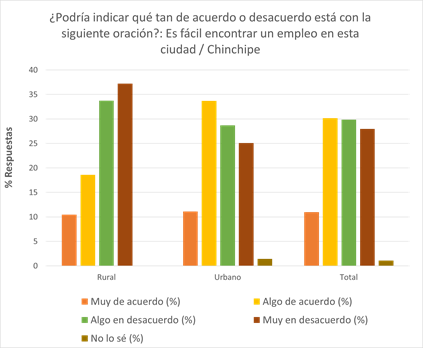 ¿Podría indicar qué tan de acuerdo o desacuerdo está con la
siguiente oración?: Es fácil encontrar un empleo en esta
ciudad / Chinchipe
% Respuestas
40
35
30
25
20
15
10
5
0
Rural Urbano Total
Muy de acuerdo (%) Algo de acuerdo (%)
Algo en desacuerdo (%) Muy en desacuerdo (%)
No lo sé (%)